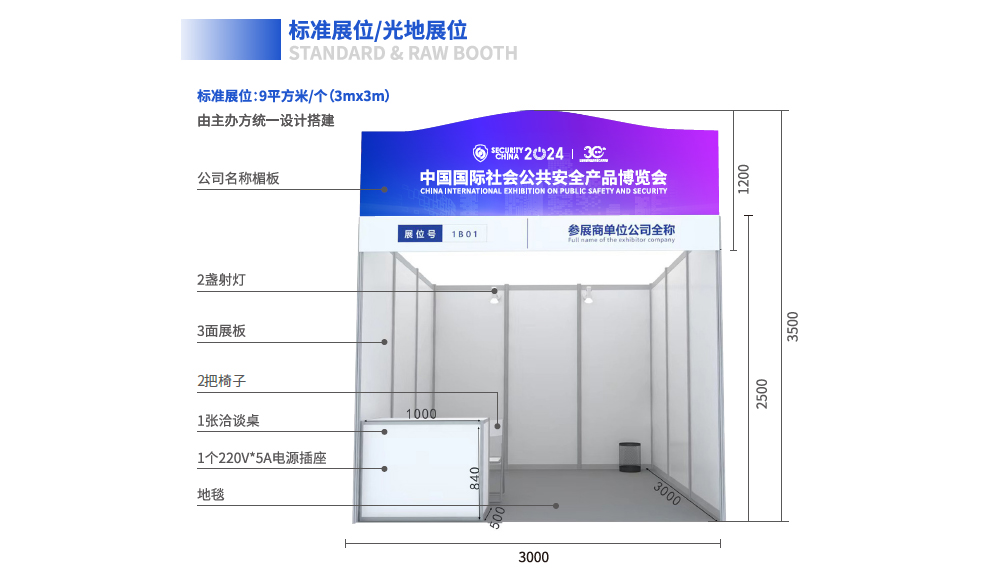 标准展位/光地展位
STANDARD & RAW BOOTH
标准展位:9平方米/个(3mx3m)
由主办方统一设计搭建
SECURITY CHINA 2024 | 30
中国国际社会公共安全产品博览会
CHINA INTERNATIONAL EXHIBITION ON PUBLIC SAFETY AND SECURITY
公司名称楣板
1200
展位号 1B01
参展商单位公司全称
Full name of the exhibitor company
2盏射灯
3面展板
3500
2把椅子
2500
1000
1张洽谈桌
1个220V*5A电源插座
840
地毯
500
3000
3000